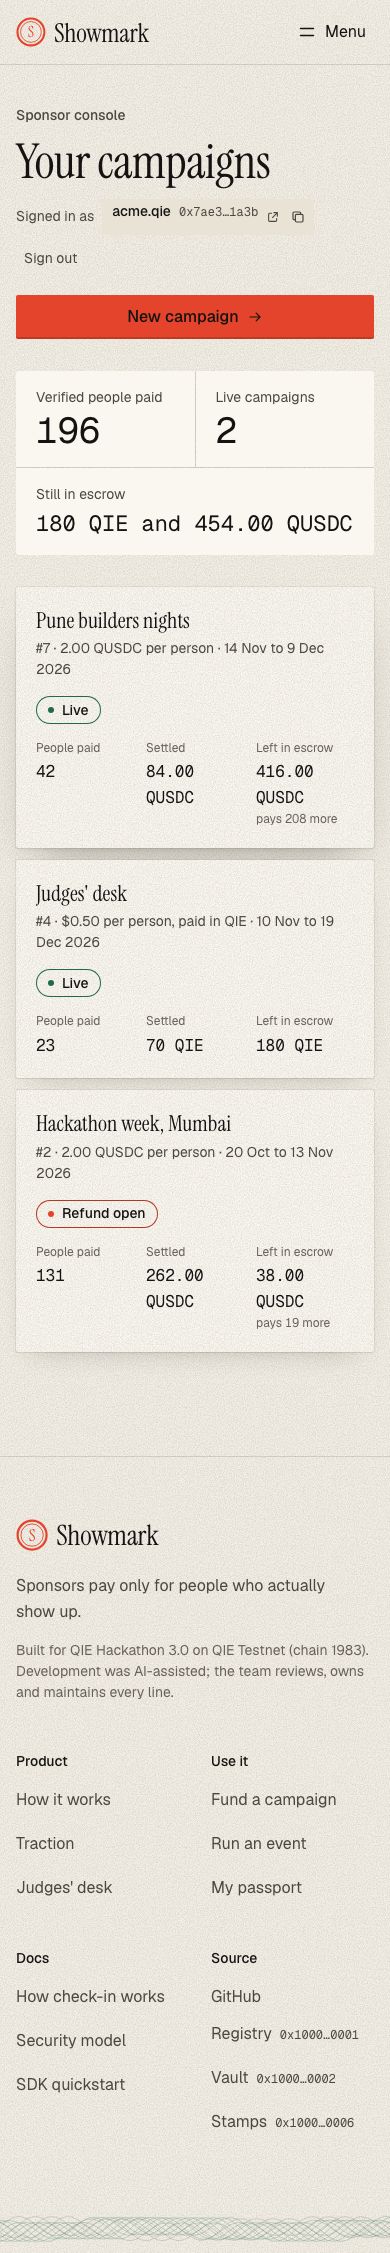 S Showmark
Menu
Sponsor console
Your campaigns
Signed in as acme.qie 0x7ae3…1a3b
Sign out
New campaign →
Verified people paid
196
Live campaigns
2
Still in escrow
180 QIE and 454.00 QUSDC
Pune builders nights
#7 · 2.00 QUSDC per person · 14 Nov to 9 Dec
2026
Live
People paid
42
Settled
84.00
QUSDC
Left in escrow
416.00
QUSDC
pays 208 more
Judges' desk
#4 · $0.50 per person, paid in QIE · 10 Nov to 19
Dec 2026
Live
People paid
23
Settled
70 QIE
Left in escrow
180 QIE
Hackathon week, Mumbai
#2 · 2.00 QUSDC per person · 20 Oct to 13 Nov
2026
Refund open
People paid
131
Settled
262.00
QUSDC
Left in escrow
38.00
QUSDC
pays 19 more
S Showmark
Sponsors pay only for people who actually
show up.
Built for QIE Hackathon 3.0 on QIE Testnet (chain 1983).
Development was AI-assisted; the team reviews, owns
and maintains every line.
Product
How it works
Traction
Judges' desk
Use it
Fund a campaign
Run an event
My passport
Docs
How check-in works
Security model
SDK quickstart
Source
GitHub
Registry 0x1000…0001
Vault 0x1000…0002
Stamps 0x1000…0006